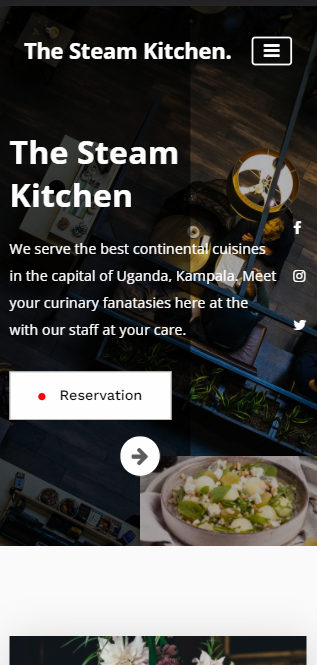 The Steam Kitchen.
The Steam
Kitchen
We serve the best continental cuisines
in the capital of Uganda, Kampala. Meet
your curinary fanatasies here at the
with our staff at your care.
Reservation